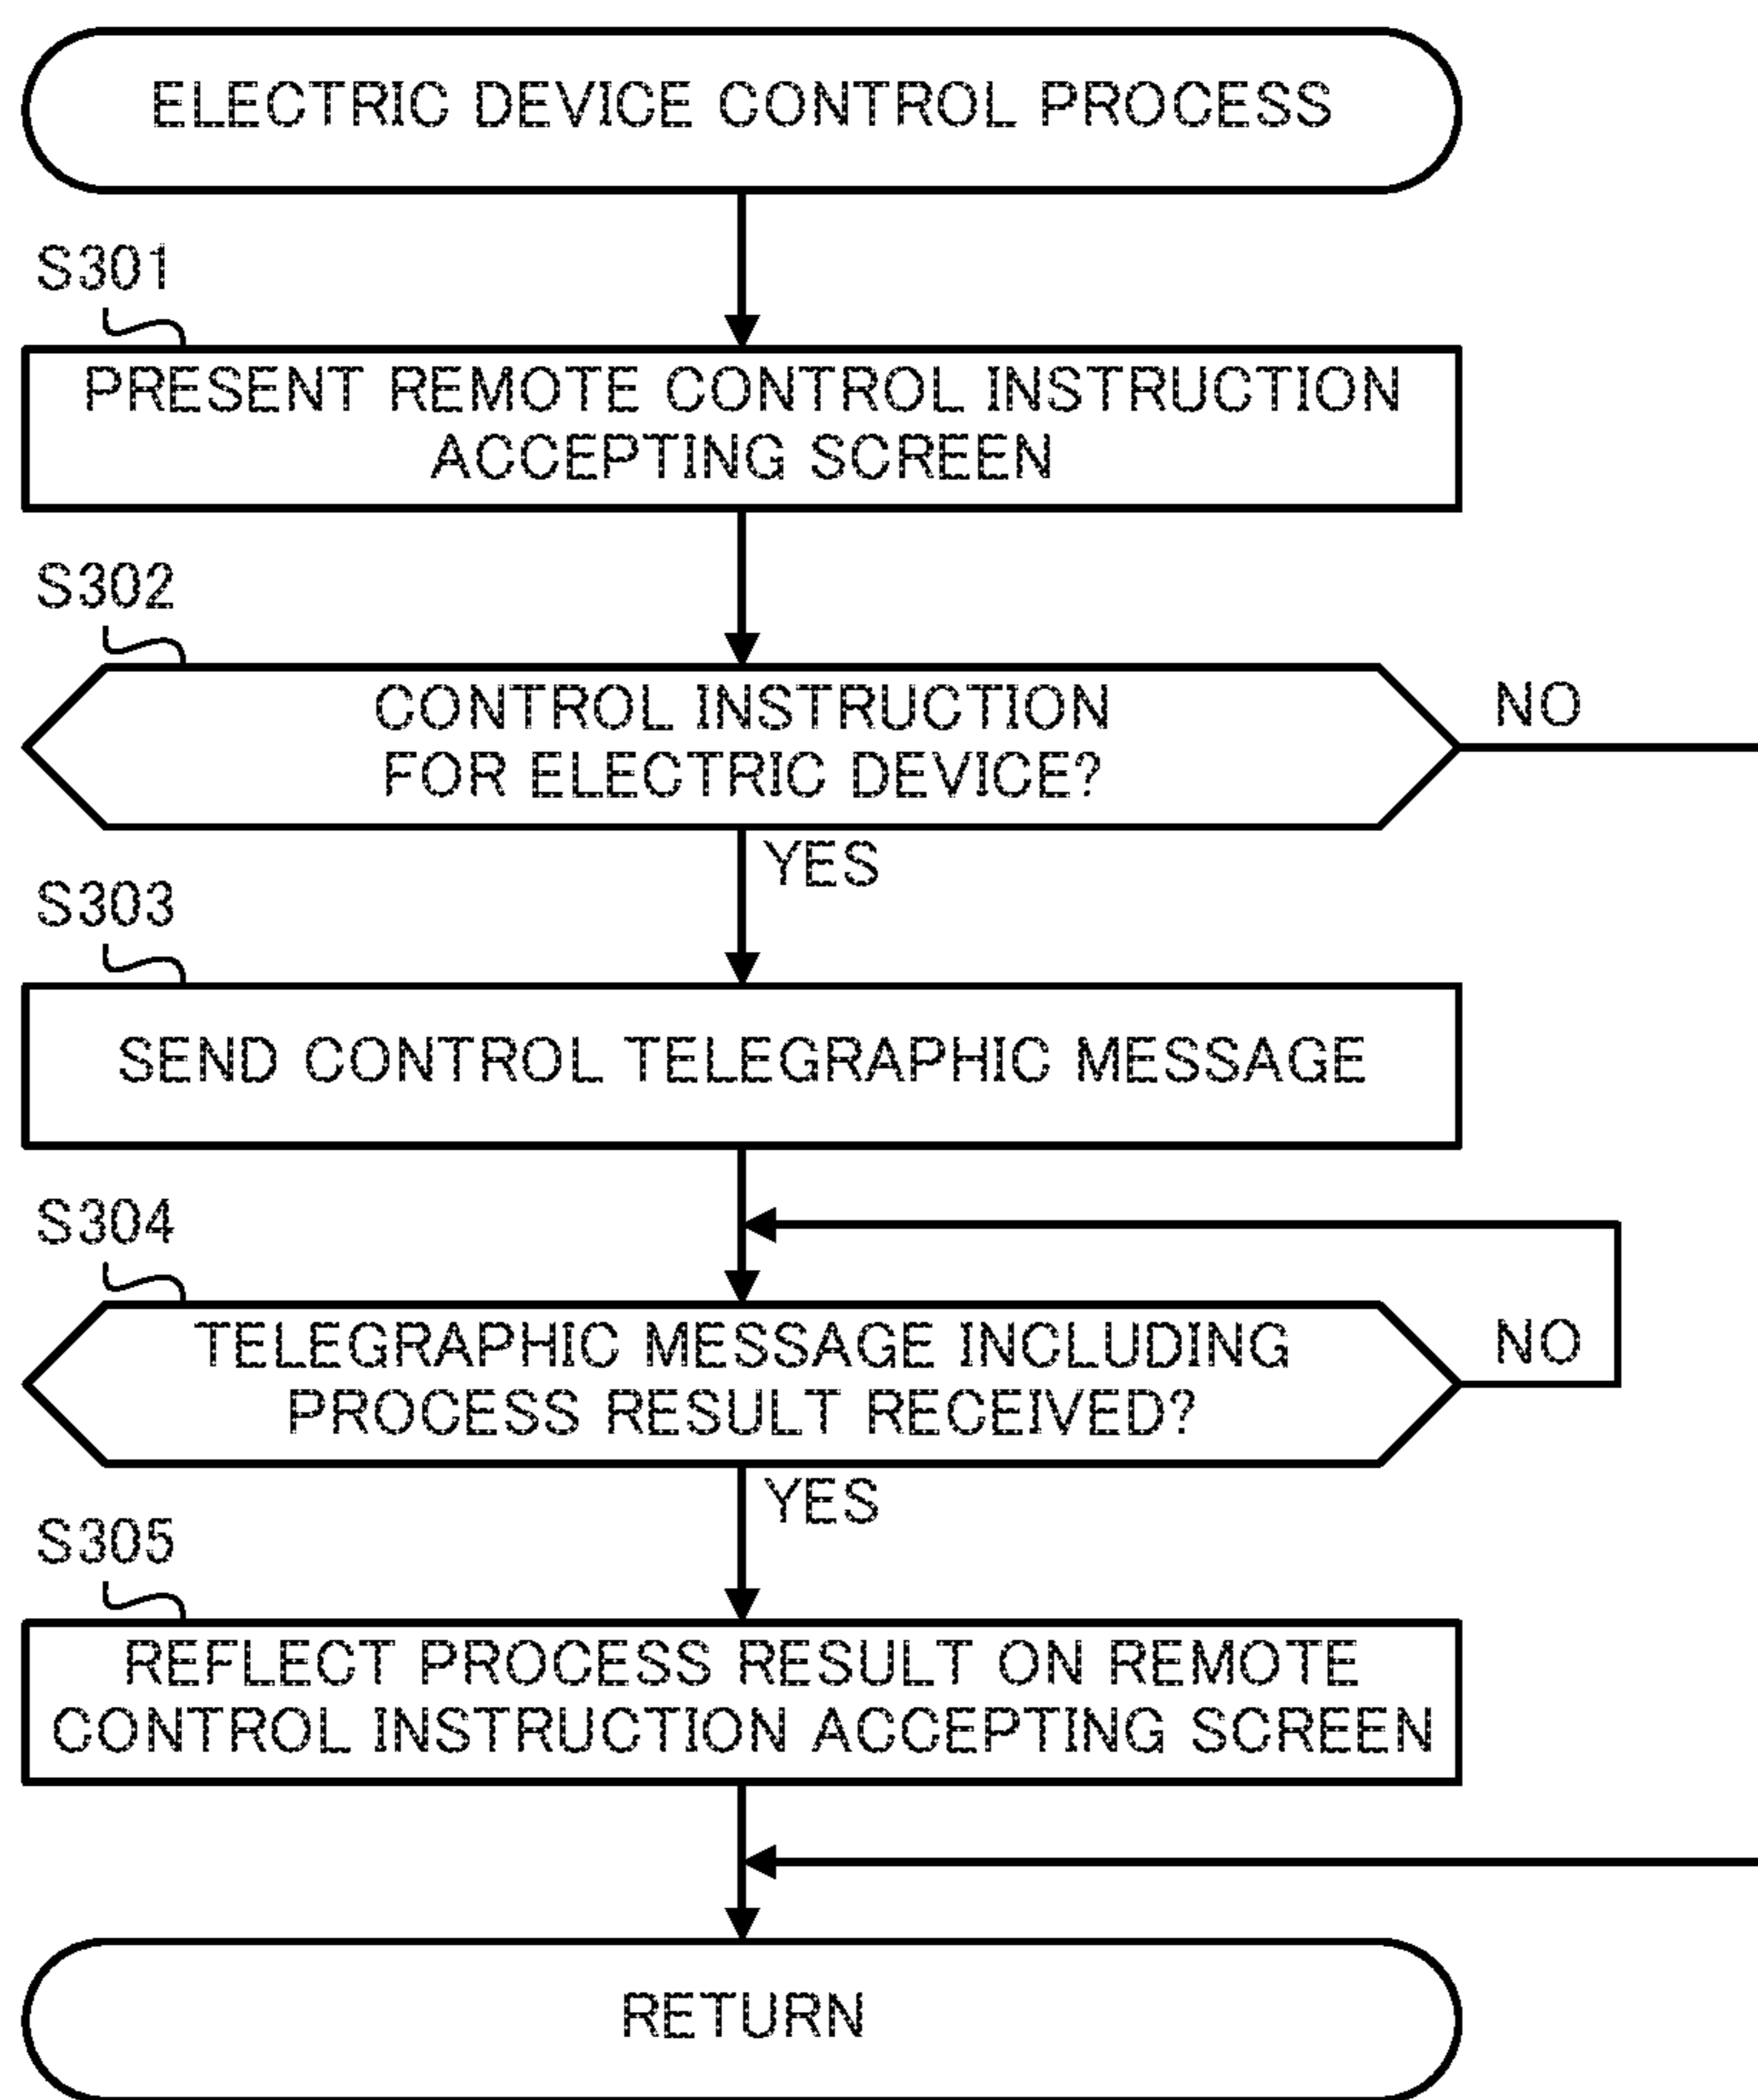 ELECTRIC DEVICE CONTROL PROCESS
S301
PRESENT REMOTE CONTROL INSTRUCTION
ACCEPTING SCREEN
S302
CONTROL INSTRUCTION
FOR ELECTRIC DEVICE?
NO
YES
S303
SEND CONTROL TELEGRAPHIC MESSAGE
S304
TELEGRAPHIC MESSAGE INCLUDING
PROCESS RESULT RECEIVED?
NO
YES
S305
REFLECT PROCESS RESULT ON REMOTE
CONTROL INSTRUCTION ACCEPTING SCREEN
RETURN